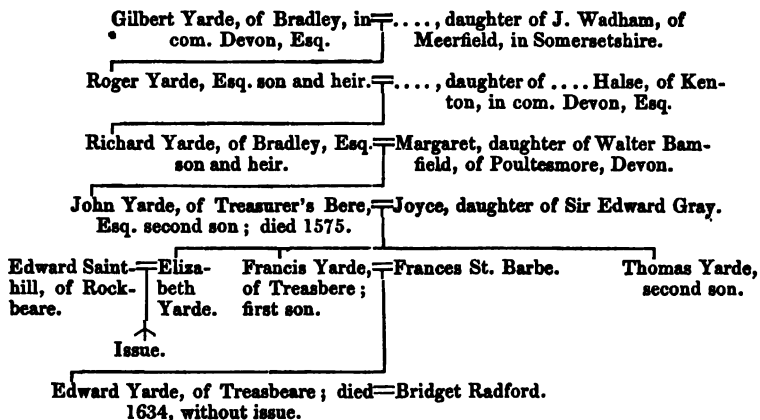 Gilbert Yarde, of Bradley, in=...., daughter of J. Wadham, of
com. Devon, Esq. Meerfield, in Somersetshire.
Roger Yarde, Esq. son and heir.=...., daughter of .... Halse, of Ken-
ton, in com. Devon, Esq.
Richard Yarde, of Bradley, Esq.=Margaret, daughter of Walter Bam-
son and heir. field, of Poultesmore, Devon.
John Yarde, of Treasurer's Bere,=Joyce, daughter of Sir Edward Gray.
Esq. second son; died 1575.
Edward Saint-=Eliza- Francis Yarde,=Frances St. Barbe. Thomas Yarde,
hill, of Rock- beth of Treasbere; second son.
beare. Yarde. first son.
Issue.
Edward Yarde, of Treasbeare; died=Bridget Radford.
1634, without issue.